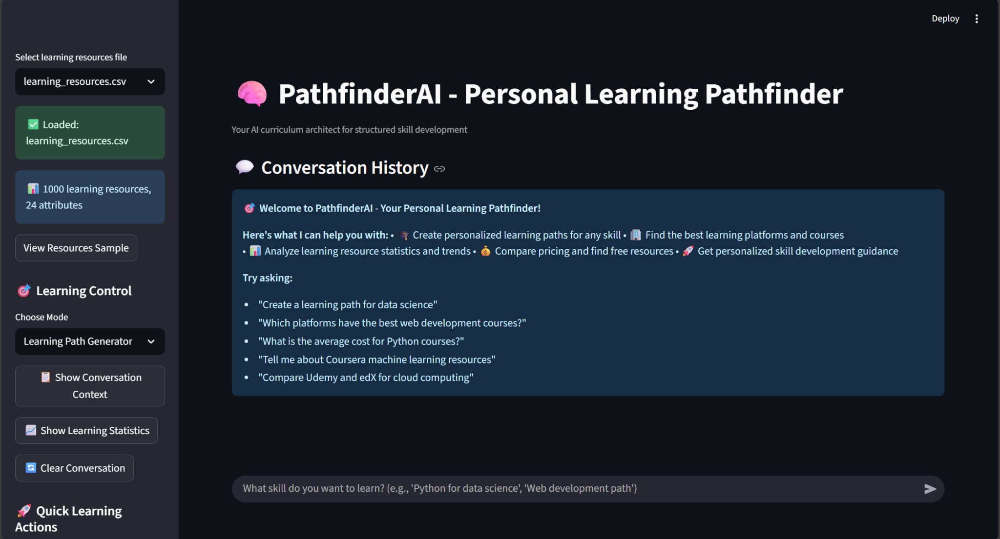 Deploy
Select learning resources file
learning_resources.csv
✅ Loaded:
learning_resources.csv
📊 1000 learning resources,
24 attributes
View Resources Sample
🎯 Learning Control
Choose Mode
Learning Path Generator
📋 Show Conversation
Context
📈 Show Learning Statistics
🔄 Clear Conversation
🚀 Quick Learning
Actions
🧠 PathfinderAI - Personal Learning Pathfinder
Your AI curriculum architect for structured skill development
💬 Conversation History
🎯 Welcome to PathfinderAI - Your Personal Learning Pathfinder!
Here's what I can help you with: • 🎓 Create personalized learning paths for any skill • 🏢 Find the best learning platforms and courses
• 📊 Analyze learning resource statistics and trends • 💰 Compare pricing and find free resources • 🚀 Get personalized skill development guidance
Try asking:
• "Create a learning path for data science"
• "Which platforms have the best web development courses?"
• "What is the average cost for Python courses?"
• "Tell me about Coursera machine learning resources"
• "Compare Udemy and edX for cloud computing"
What skill do you want to learn? (e.g., 'Python for data science', 'Web development path')